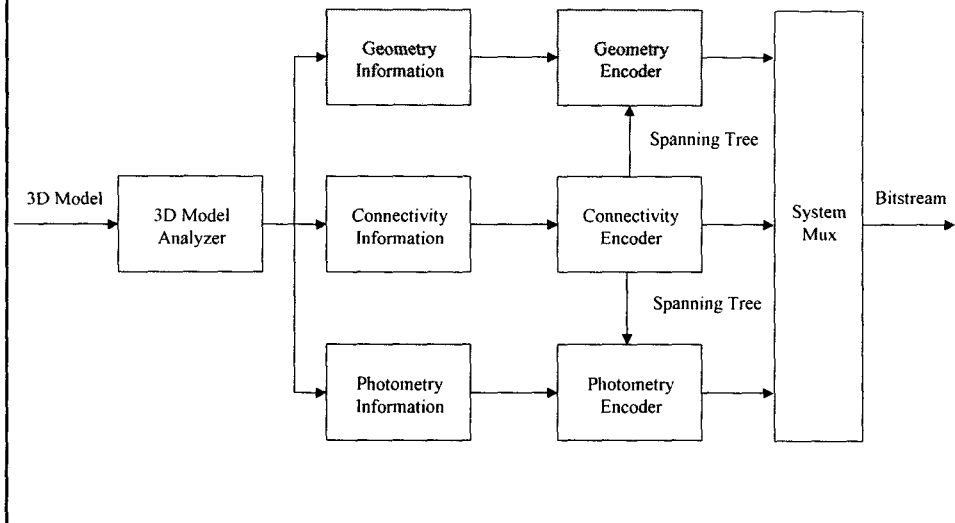 Geometry
Information
Geometry
Encoder
Spanning Tree
3D Model
3D Model
Analyzer
Connectivity
Information
Connectivity
Encoder
System
Mux
Bitstream
Spanning Tree
Photometry
Information
Photometry
Encoder